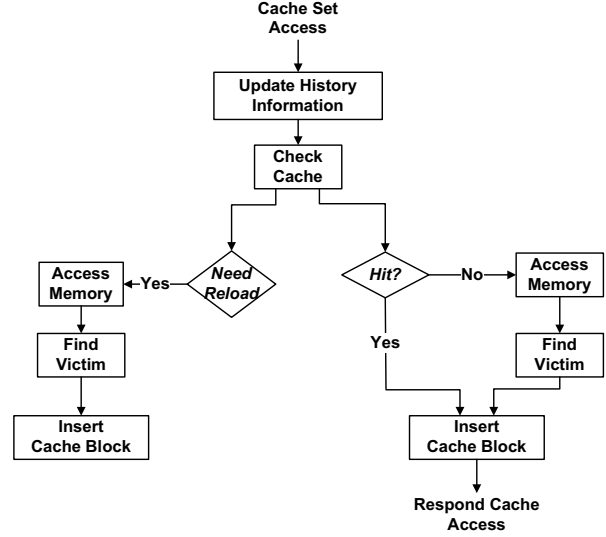 Cache Set
Access
Update History
Information
Check
Cache
Need
Reload
Yes
Access
Memory
Find
Victim
Insert
Cache Block
Hit?
No
Access
Memory
Yes
Find
Victim
Insert
Cache Block
Respond Cache
Access